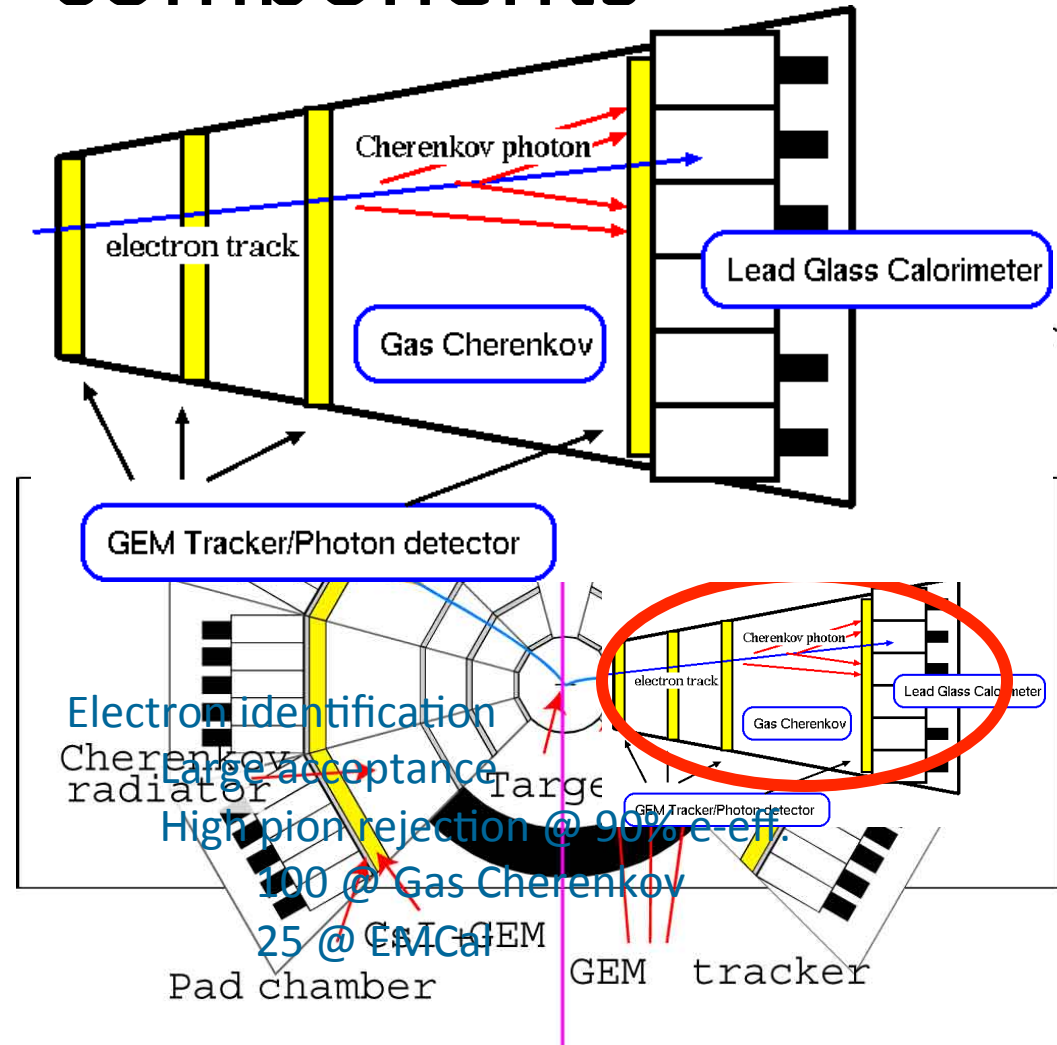 components
Cherenkov photon
electron track
Lead Glass Calorimeter
Gas Cherenkov
GEM Tracker/Photon detector
Cherenkov photon
electron track
Lead Glass Calorimeter
Gas Cherenkov
GEM Tracker/Photon detector
Electron identification
Cherenkov
radiator
Large acceptance
Targe
High pion rejection @ 90% e-eff.
100 @ Gas Cherenkov
25 @ EMCal
CsI +GEM
Pad chamber
GEM tracker